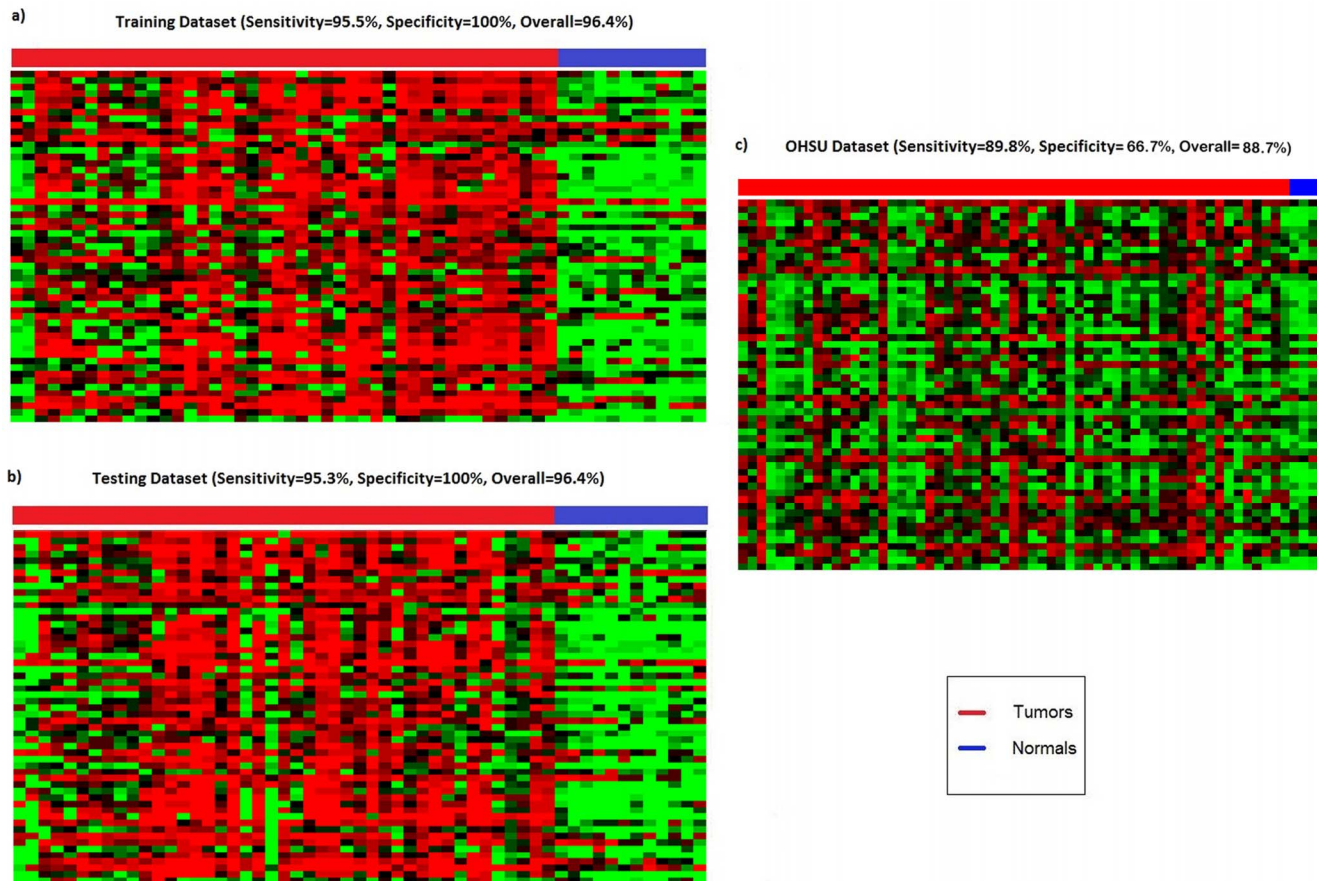 a)
Training Dataset (Sensitivity=95.5%, Specificity=100%, Overall=96.4%)
b)
Testing Dataset (Sensitivity=95.3%, Specificity=100%, Overall=96.4%)
c)
OHSU Dataset (Sensitivity=89.8%, Specificity= 66.7%, Overall= 88.7%)
Tumors
Normals